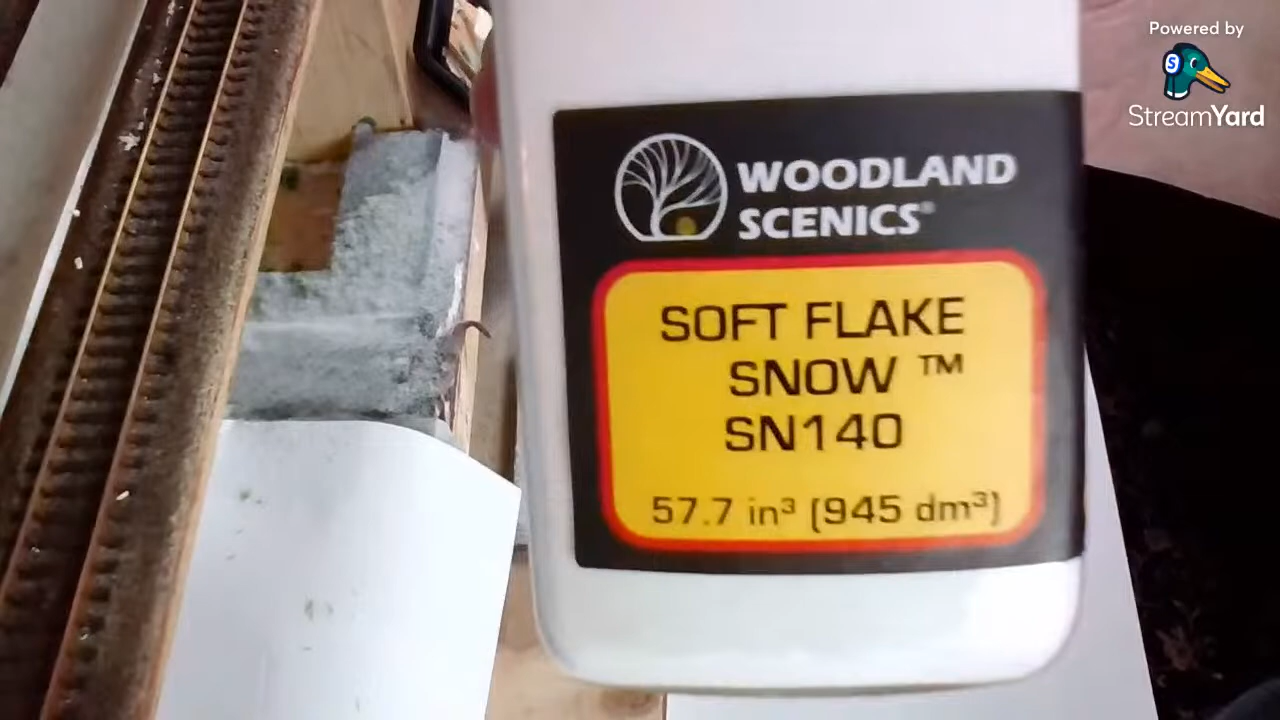 Powered by
StreamYard
WOODLAND
SCENICS®
SOFT FLAKE
SNOW ™
SN140
57.7 in³ (945 dm³)